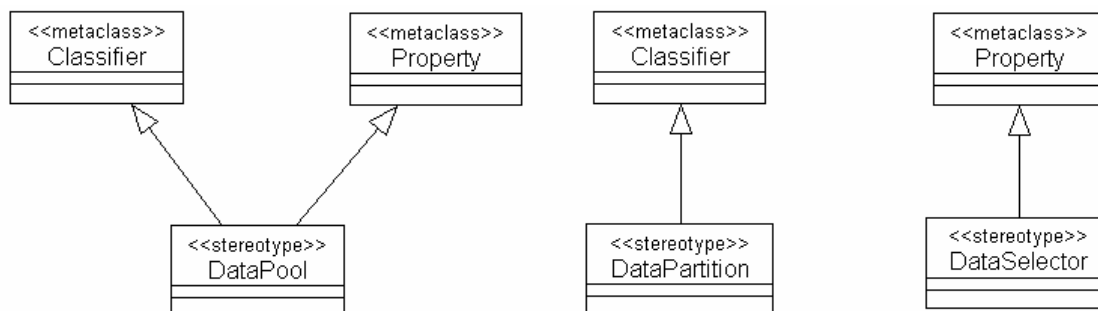 <<metaclass>>
Classifier
<<metaclass>>
Property
<<metaclass>>
Classifier
<<metaclass>>
Property
<<stereotype>>
DataPool
<<stereotype>>
DataPartition
<<stereotype>>
DataSelector